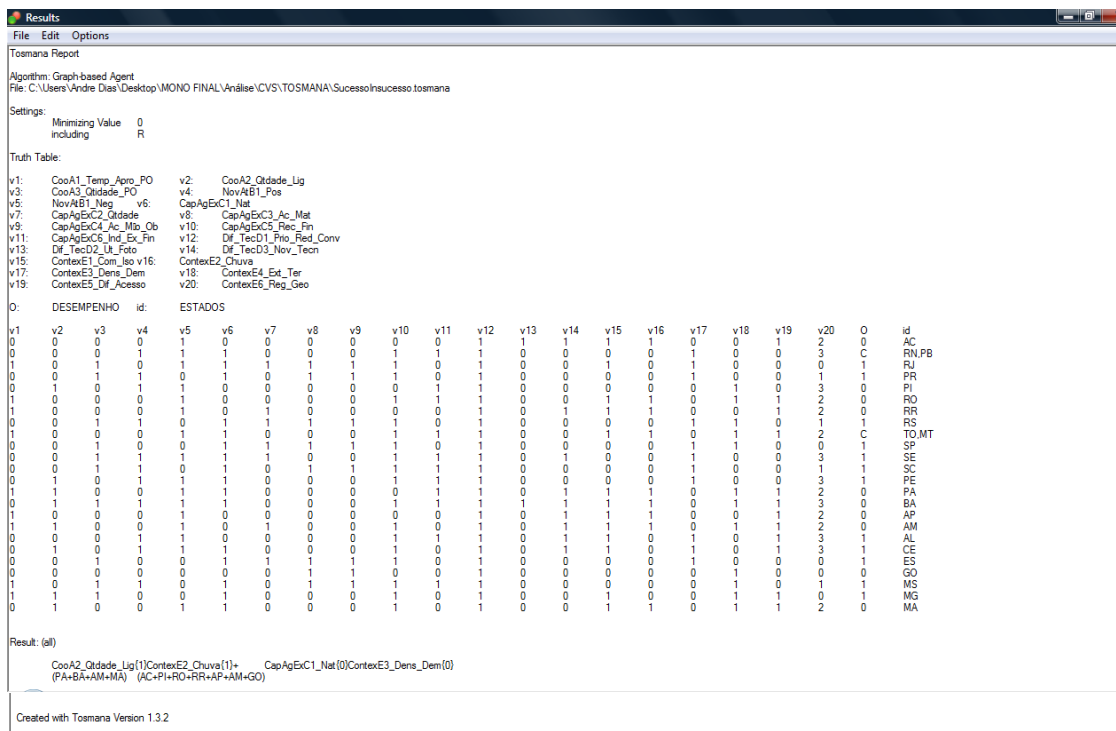 Results
File Edit Options
Tosmana Report
Algorithm: Graph-based Agent
File: C:\Users\Andre Dias\Desktop\MONO FINAL\Análise\CVS\TOSMANA\SucessoInsucesso.tosmana
Settings:
Minimizing Value 0
including R
Truth Table:
v1: CooA1_Temp_Apro_PO v2: CooA2_Qtdade_Lig
v3: CooA3_Qtidade_PO v4: NovAtB1_Pos
v5: NovAtB1_Neg v6: CapAgExC1_Nat
v7: CapAgExC2_Qtdade v8: CapAgExC3_Ac_Mat
v9: CapAgExC4_Ac_Mão_Ob v10: CapAgExC5_Rec_Fin
v11: CapAgExC6_Ind_Ex_Fin v12: Dif_TecD1_Prio_Red_Conv
v13: Dif_TecD2_Ut_Foto v14: Dif_TecD3_Nov_Tecn
v15: ContexE1_Com_Iso v16: ContexE2_Chuva
v17: ContexE3_Dens_Dem v18: ContexE4_Ext_Ter
v19: ContexE5_Dif_Acesso v20: ContexE6_Reg_Geo
O: DESEMPENHO id: ESTADOS
v1 v2 v3 v4 v5 v6 v7 v8 v9 v10 v11 v12 v13 v14 v15 v16 v17 v18 v19 v20 O id
0 0 0 0 1 0 0 0 0 0 0 1 1 1 1 1 0 0 1 2 0 AC
0 0 0 1 1 1 0 0 0 1 1 1 0 0 0 0 1 0 0 3 C RN,PB
1 0 1 0 1 1 1 1 1 1 0 1 0 0 1 0 1 0 0 0 1 RJ
0 0 1 1 0 1 0 1 1 1 0 1 0 0 0 0 1 0 0 1 1 PR
0 1 0 1 1 0 0 0 0 0 1 1 0 0 0 0 0 1 0 3 0 PI
1 0 0 0 1 0 0 0 0 1 1 1 0 0 1 1 0 1 1 2 0 RO
1 0 0 0 1 0 1 0 0 0 0 1 0 1 1 1 0 0 1 2 0 RR
0 0 1 1 0 1 1 1 1 1 0 1 0 0 0 0 1 1 0 1 1 RS
1 0 0 0 1 1 0 0 0 1 1 1 0 0 1 1 0 1 1 2 C TO,MT
0 0 1 0 0 1 1 1 1 1 0 1 0 0 0 0 1 1 0 0 1 SP
0 0 1 1 1 1 1 0 0 1 1 1 0 1 0 0 1 0 0 3 1 SE
0 0 1 1 0 1 0 1 1 1 1 1 0 0 0 0 1 0 0 1 1 SC
0 1 0 1 1 1 0 0 0 1 1 1 0 0 0 0 1 0 0 3 1 PE
1 1 0 0 1 1 0 0 0 0 1 1 0 1 1 1 0 1 1 2 0 PA
0 1 0 1 1 1 0 0 0 1 1 1 1 1 1 1 0 1 1 3 0 BA
1 0 0 0 1 0 0 0 0 0 0 1 0 1 1 1 0 0 1 2 0 AP
1 1 0 0 1 0 1 0 0 1 0 1 0 1 1 1 0 1 1 2 0 AM
0 0 0 1 1 1 0 0 0 1 1 1 0 1 1 0 1 0 1 3 1 AL
0 1 0 1 1 1 0 0 0 1 0 1 0 1 1 0 1 0 1 3 1 CE
0 0 1 0 0 1 1 1 1 1 0 1 0 0 0 0 1 0 0 0 1 ES
0 0 0 0 0 0 0 1 1 0 0 1 0 0 0 0 0 1 0 0 0 GO
1 0 1 1 0 1 0 1 1 1 1 1 0 0 0 0 0 1 0 1 1 MS
1 1 1 0 0 1 0 0 0 1 0 1 0 0 1 0 0 1 1 0 1 MG
0 1 0 0 1 1 0 0 0 1 0 1 0 0 1 1 0 1 1 2 0 MA
Result: (all)
CooA2_Qtdade_Lig{1}ContexE2_Chuva{1}+ CapAgExC1_Nat{0}ContexE3_Dens_Dem{0}
(PA+BA+AM+MA) (AC+PI+RO+RR+AP+AM+GO)
Created with Tosmana Version 1.3.2